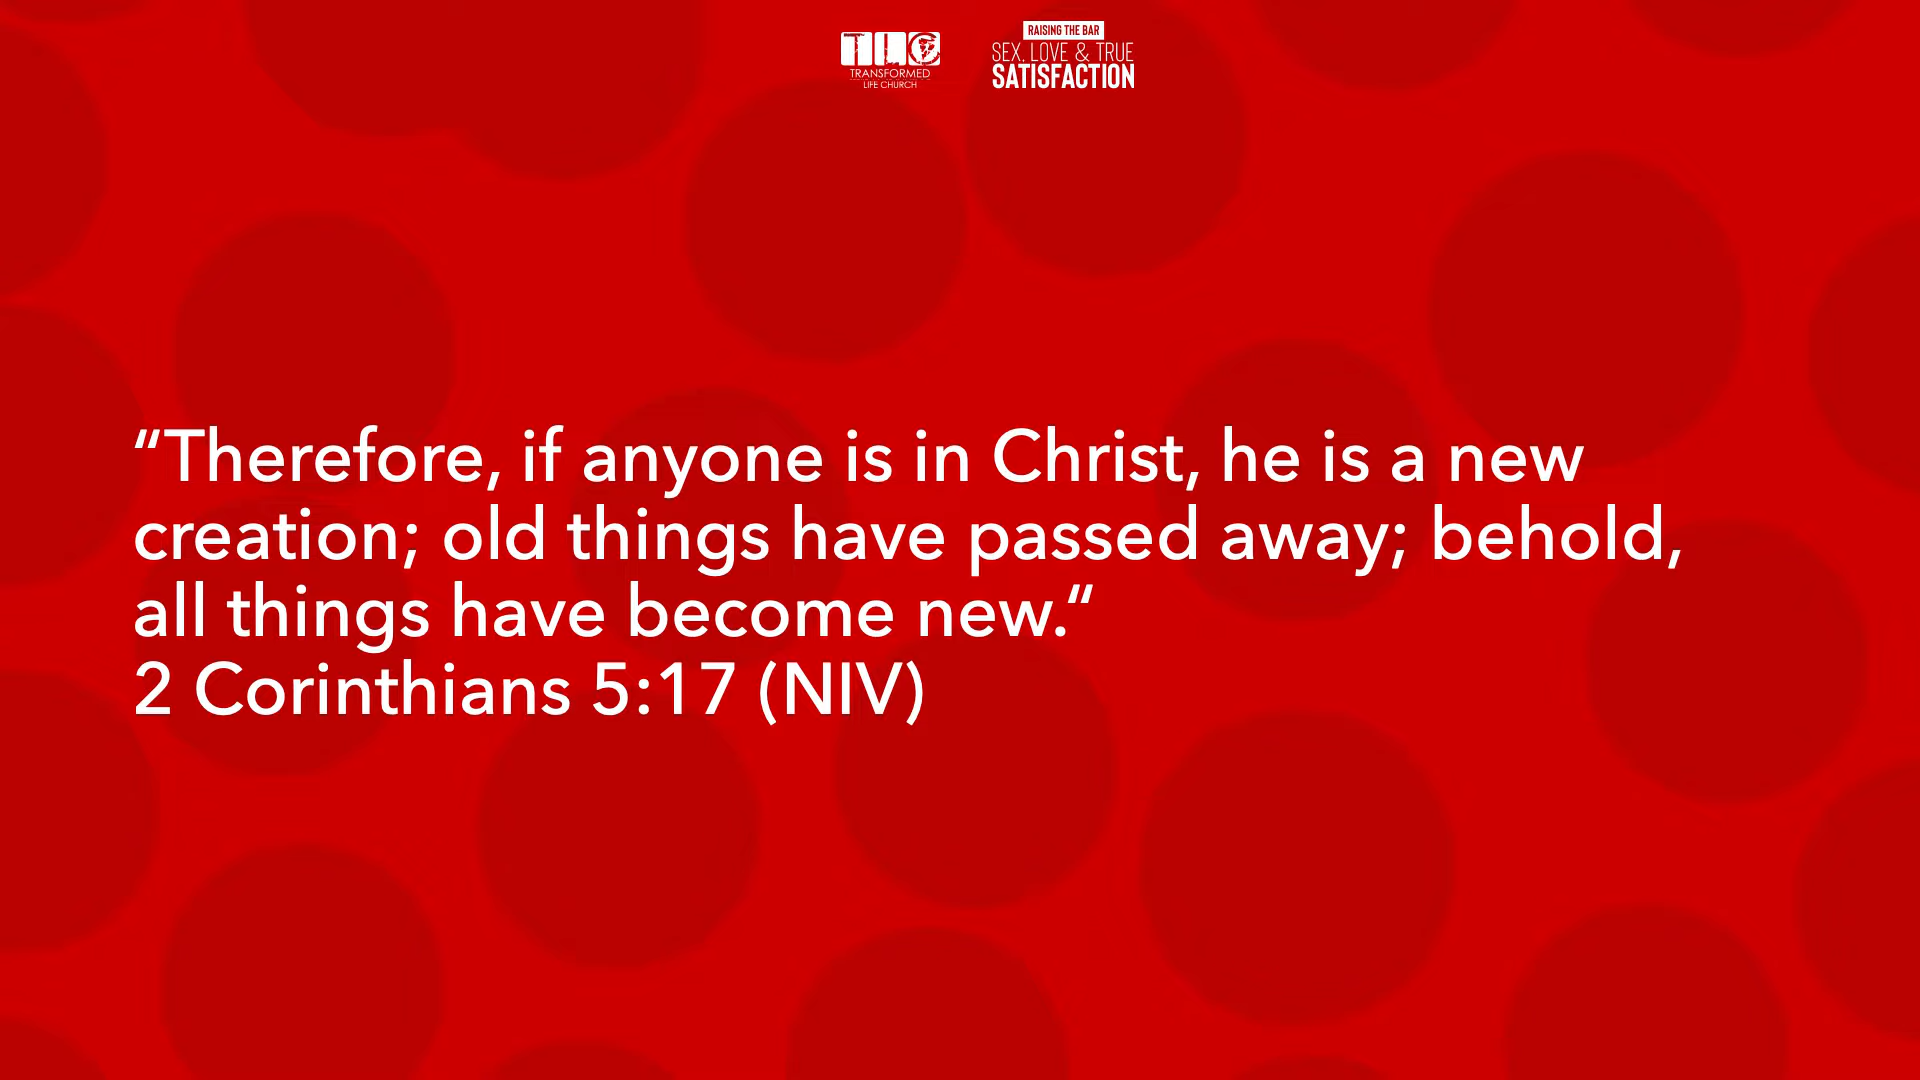 TLC
TRANSFORMED
LIFE CHURCH
RAISING THE BAR
SEX, LOVE & TRUE
SATISFACTION
“Therefore, if anyone is in Christ, he is a new
creation; old things have passed away; behold,
all things have become new.“
2 Corinthians 5:17 (NIV)